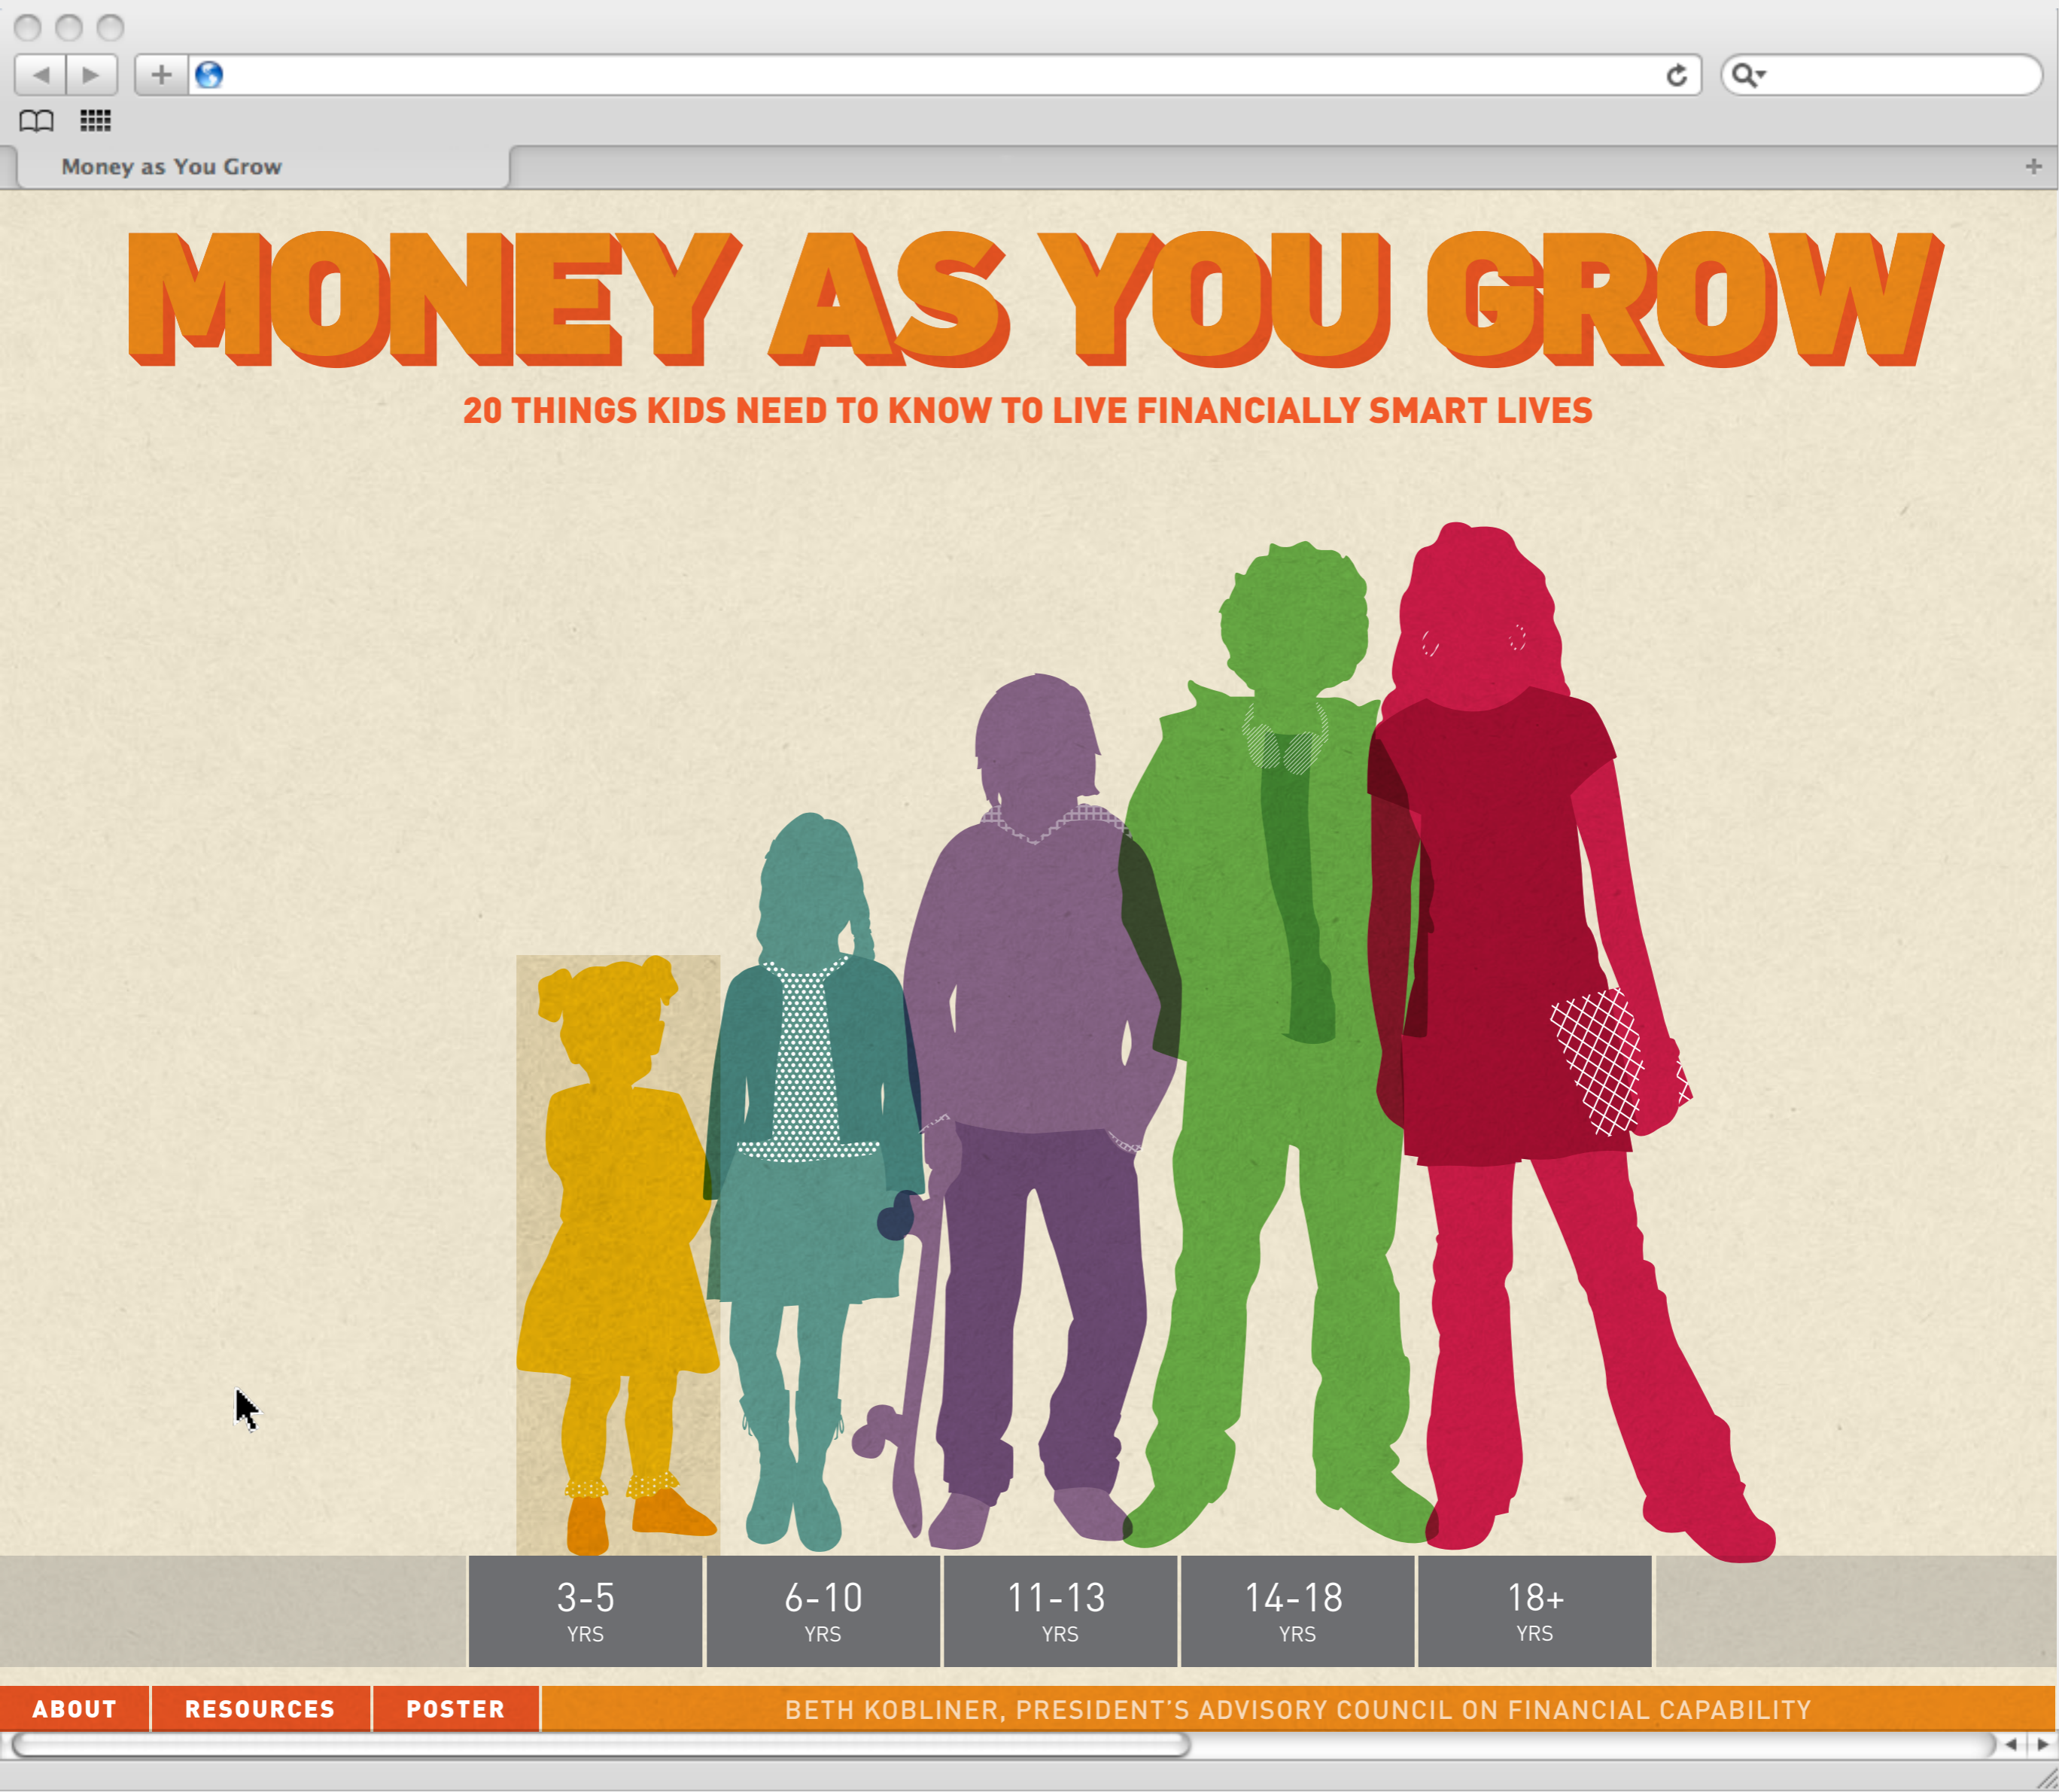 Money as You Grow
MONEY AS YOU GROW
20 THINGS KIDS NEED TO KNOW TO LIVE FINANCIALLY SMART LIVES
3-5
YRS
6-10
YRS
11-13
YRS
14-18
YRS
18+
YRS
ABOUT
RESOURCES
POSTER
BETH KOBLINER, PRESIDENT'S ADVISORY COUNCIL ON FINANCIAL CAPABILITY